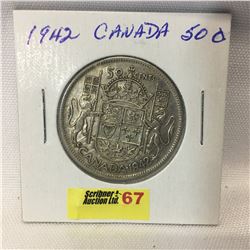 1942 CANADA 50¢
50 CENTS
CANADA 1942
Scribner
Auction Ltd. 67